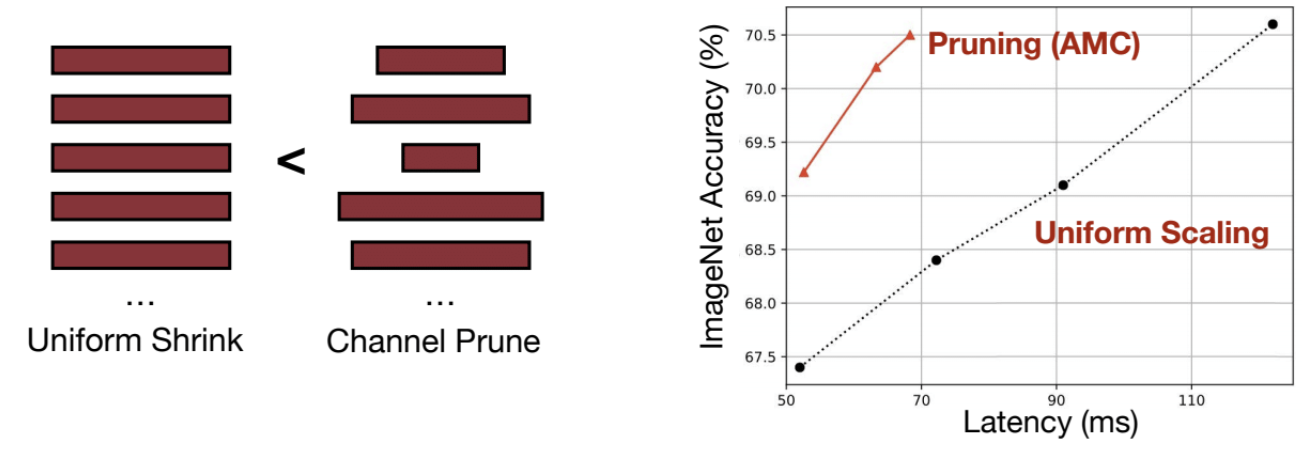 <
...
...
Uniform Shrink
Channel Prune
ImageNet Accuracy (%)
70.5
70.0
69.5
69.0
68.5
68.0
67.5
Pruning (AMC)
Uniform Scaling
50
70
90
110
Latency (ms)